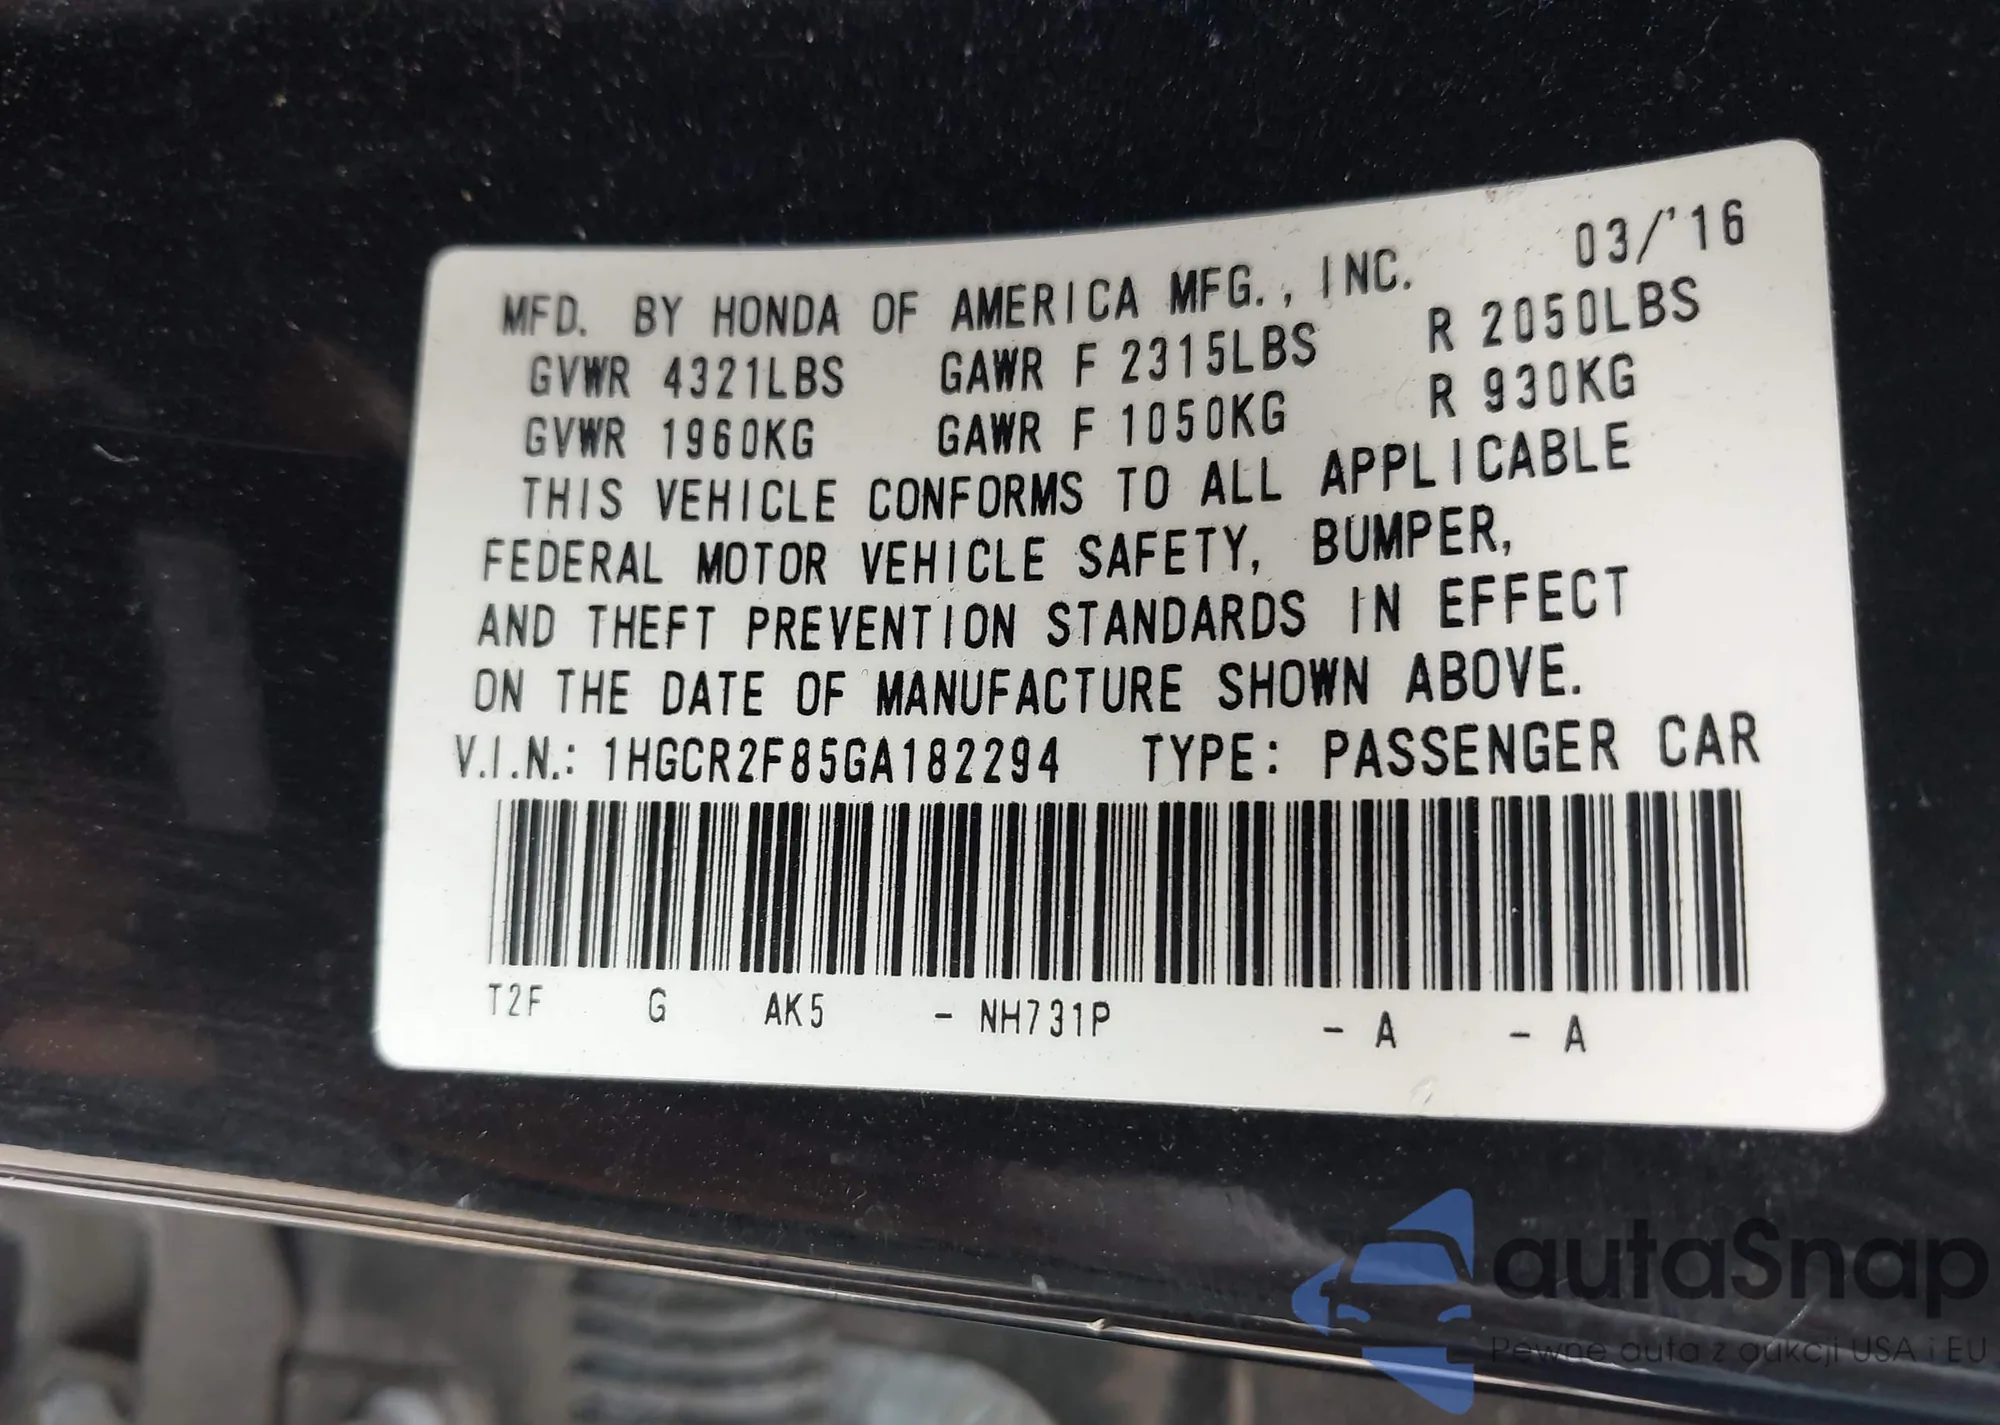 MFD. BY HONDA OF AMERICA MFG., INC. 03/'16
GVWR 4321LBS GAWR F 2315LBS R 2050LBS
GVWR 1960KG GAWR F 1050KG R 930KG
THIS VEHICLE CONFORMS TO ALL APPLICABLE
FEDERAL MOTOR VEHICLE SAFETY, BUMPER,
AND THEFT PREVENTION STANDARDS IN EFFECT
ON THE DATE OF MANUFACTURE SHOWN ABOVE.
V.I.N.: 1HGCR2F85GA182294 TYPE: PASSENGER CAR
T2F G AK5 - NH731P - A - A
autaSnap
Pewne auta z aukcji USA i EU